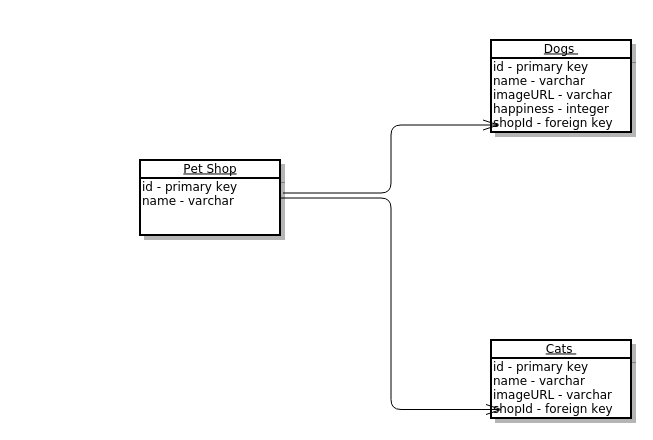 Dogs
id - primary key
name - varchar
imageURL - varchar
happiness - integer
shopId - foreign key
Pet Shop
id - primary key
name - varchar
Cats
id - primary key
name - varchar
imageURL - varchar
shopId - foreign key